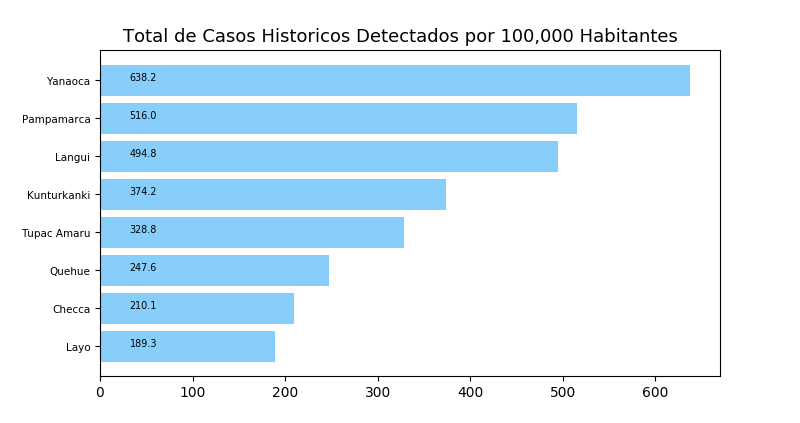 Total de Casos Historicos Detectados por 100,000 Habitantes
Yanaoca 638.2
Pampamarca 516.0
Langui 494.8
Kunturkanki 374.2
Tupac Amaru 328.8
Quehue 247.6
Checca 210.1
Layo 189.3
0 100 200 300 400 500 600